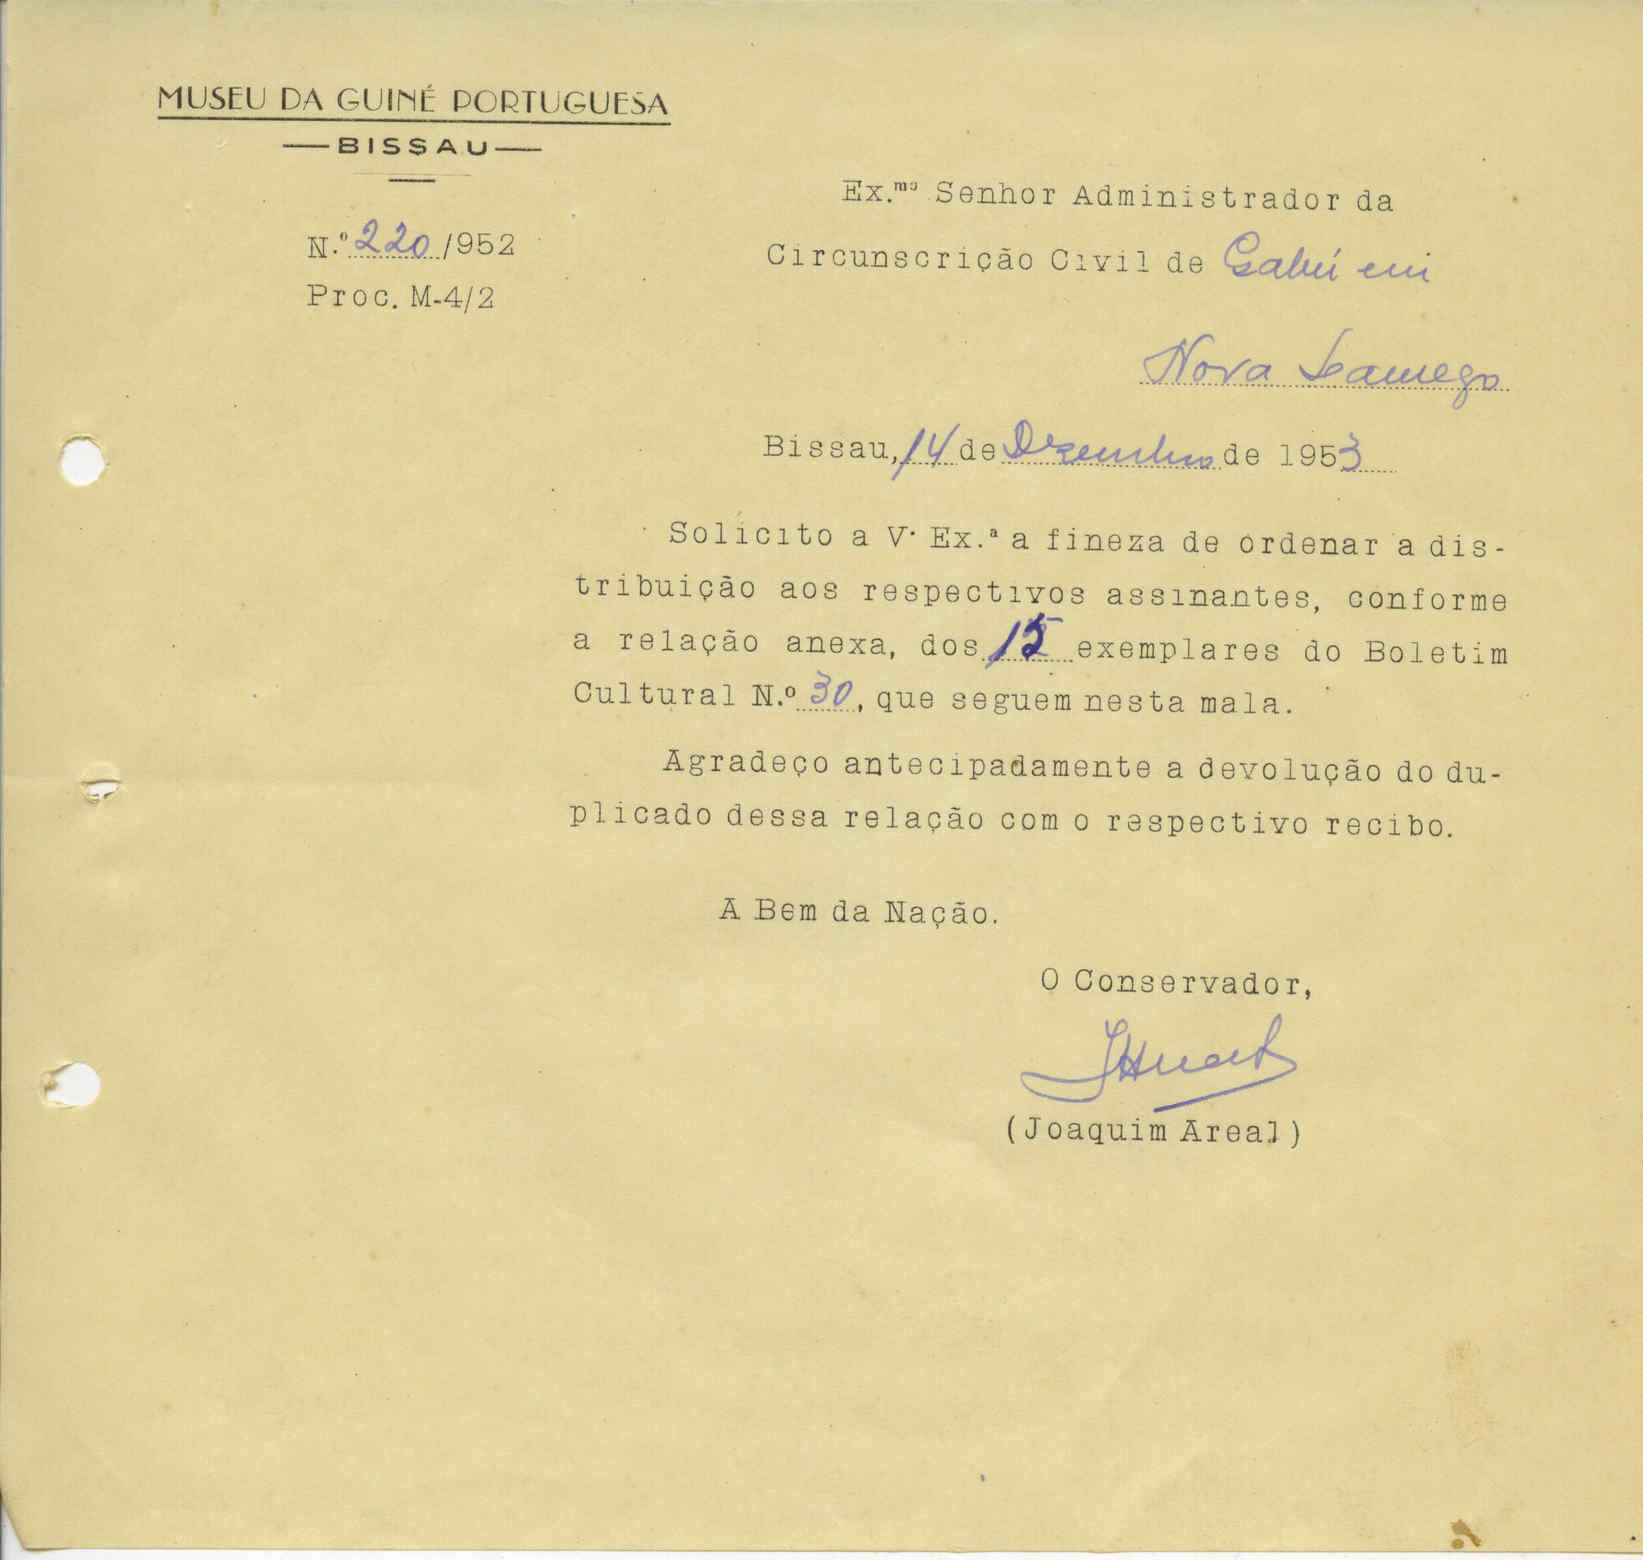 MUSEU DA GUINÉ PORTUGUESA
BISSAU
N.º 220/952
Proc. M-4/2
Ex.mo Senhor Administrador da
Circunscrição Civil de Gabú em
Nova Lamego
Bissau, 14 de Dezembro de 1953
Solicito a V. Ex.ª a fineza de ordenar a dis-
tribuição aos respectivos assinantes, conforme
a relação anexa, dos 15 exemplares do Boletim
Cultural N.º 30, que seguem nesta mala.
Agradeço antecipadamente a devolução do du-
plicado dessa relação com o respectivo recibo.
A Bem da Nação.
O Conservador,
(Joaquim Areal)